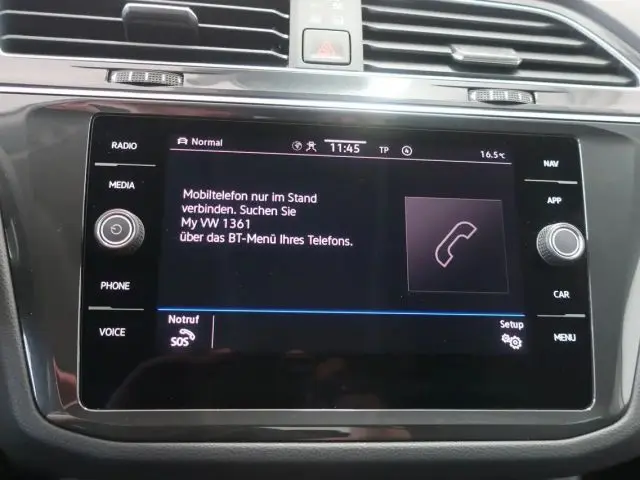 RADIO
MEDIA
PHONE
VOICE
Normal
11:45
TP
16.5°C
Mobiltelefon nur im Stand
verbinden. Suchen Sie
My VW 1361
über das BT-Menü Ihres Telefons.
Notruf
SOS
Setup
NAV
APP
CAR
MENU